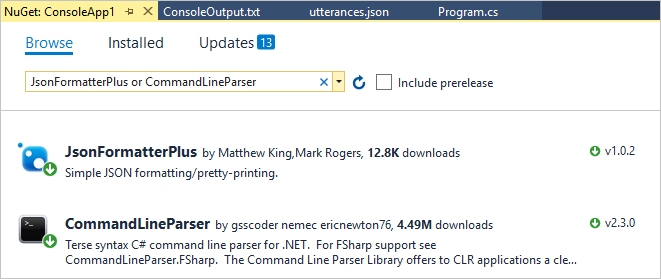 NuGet: ConsoleApp1 ConsoleOutput.txt utterances.json Program.cs
Browse Installed Updates 13
JsonFormatterPlus or CommandLineParser Include prerelease
JsonFormatterPlus by Matthew King,Mark Rogers, 12.8K downloads v1.0.2
Simple JSON formatting/pretty-printing.
CommandLineParser by gsscoder nemec ericnewton76, 4.49M downloads v2.3.0
Terse syntax C# command line parser for .NET. For FSharp support see
CommandLineParser.FSharp. The Command Line Parser Library offers to CLR applications a cle...